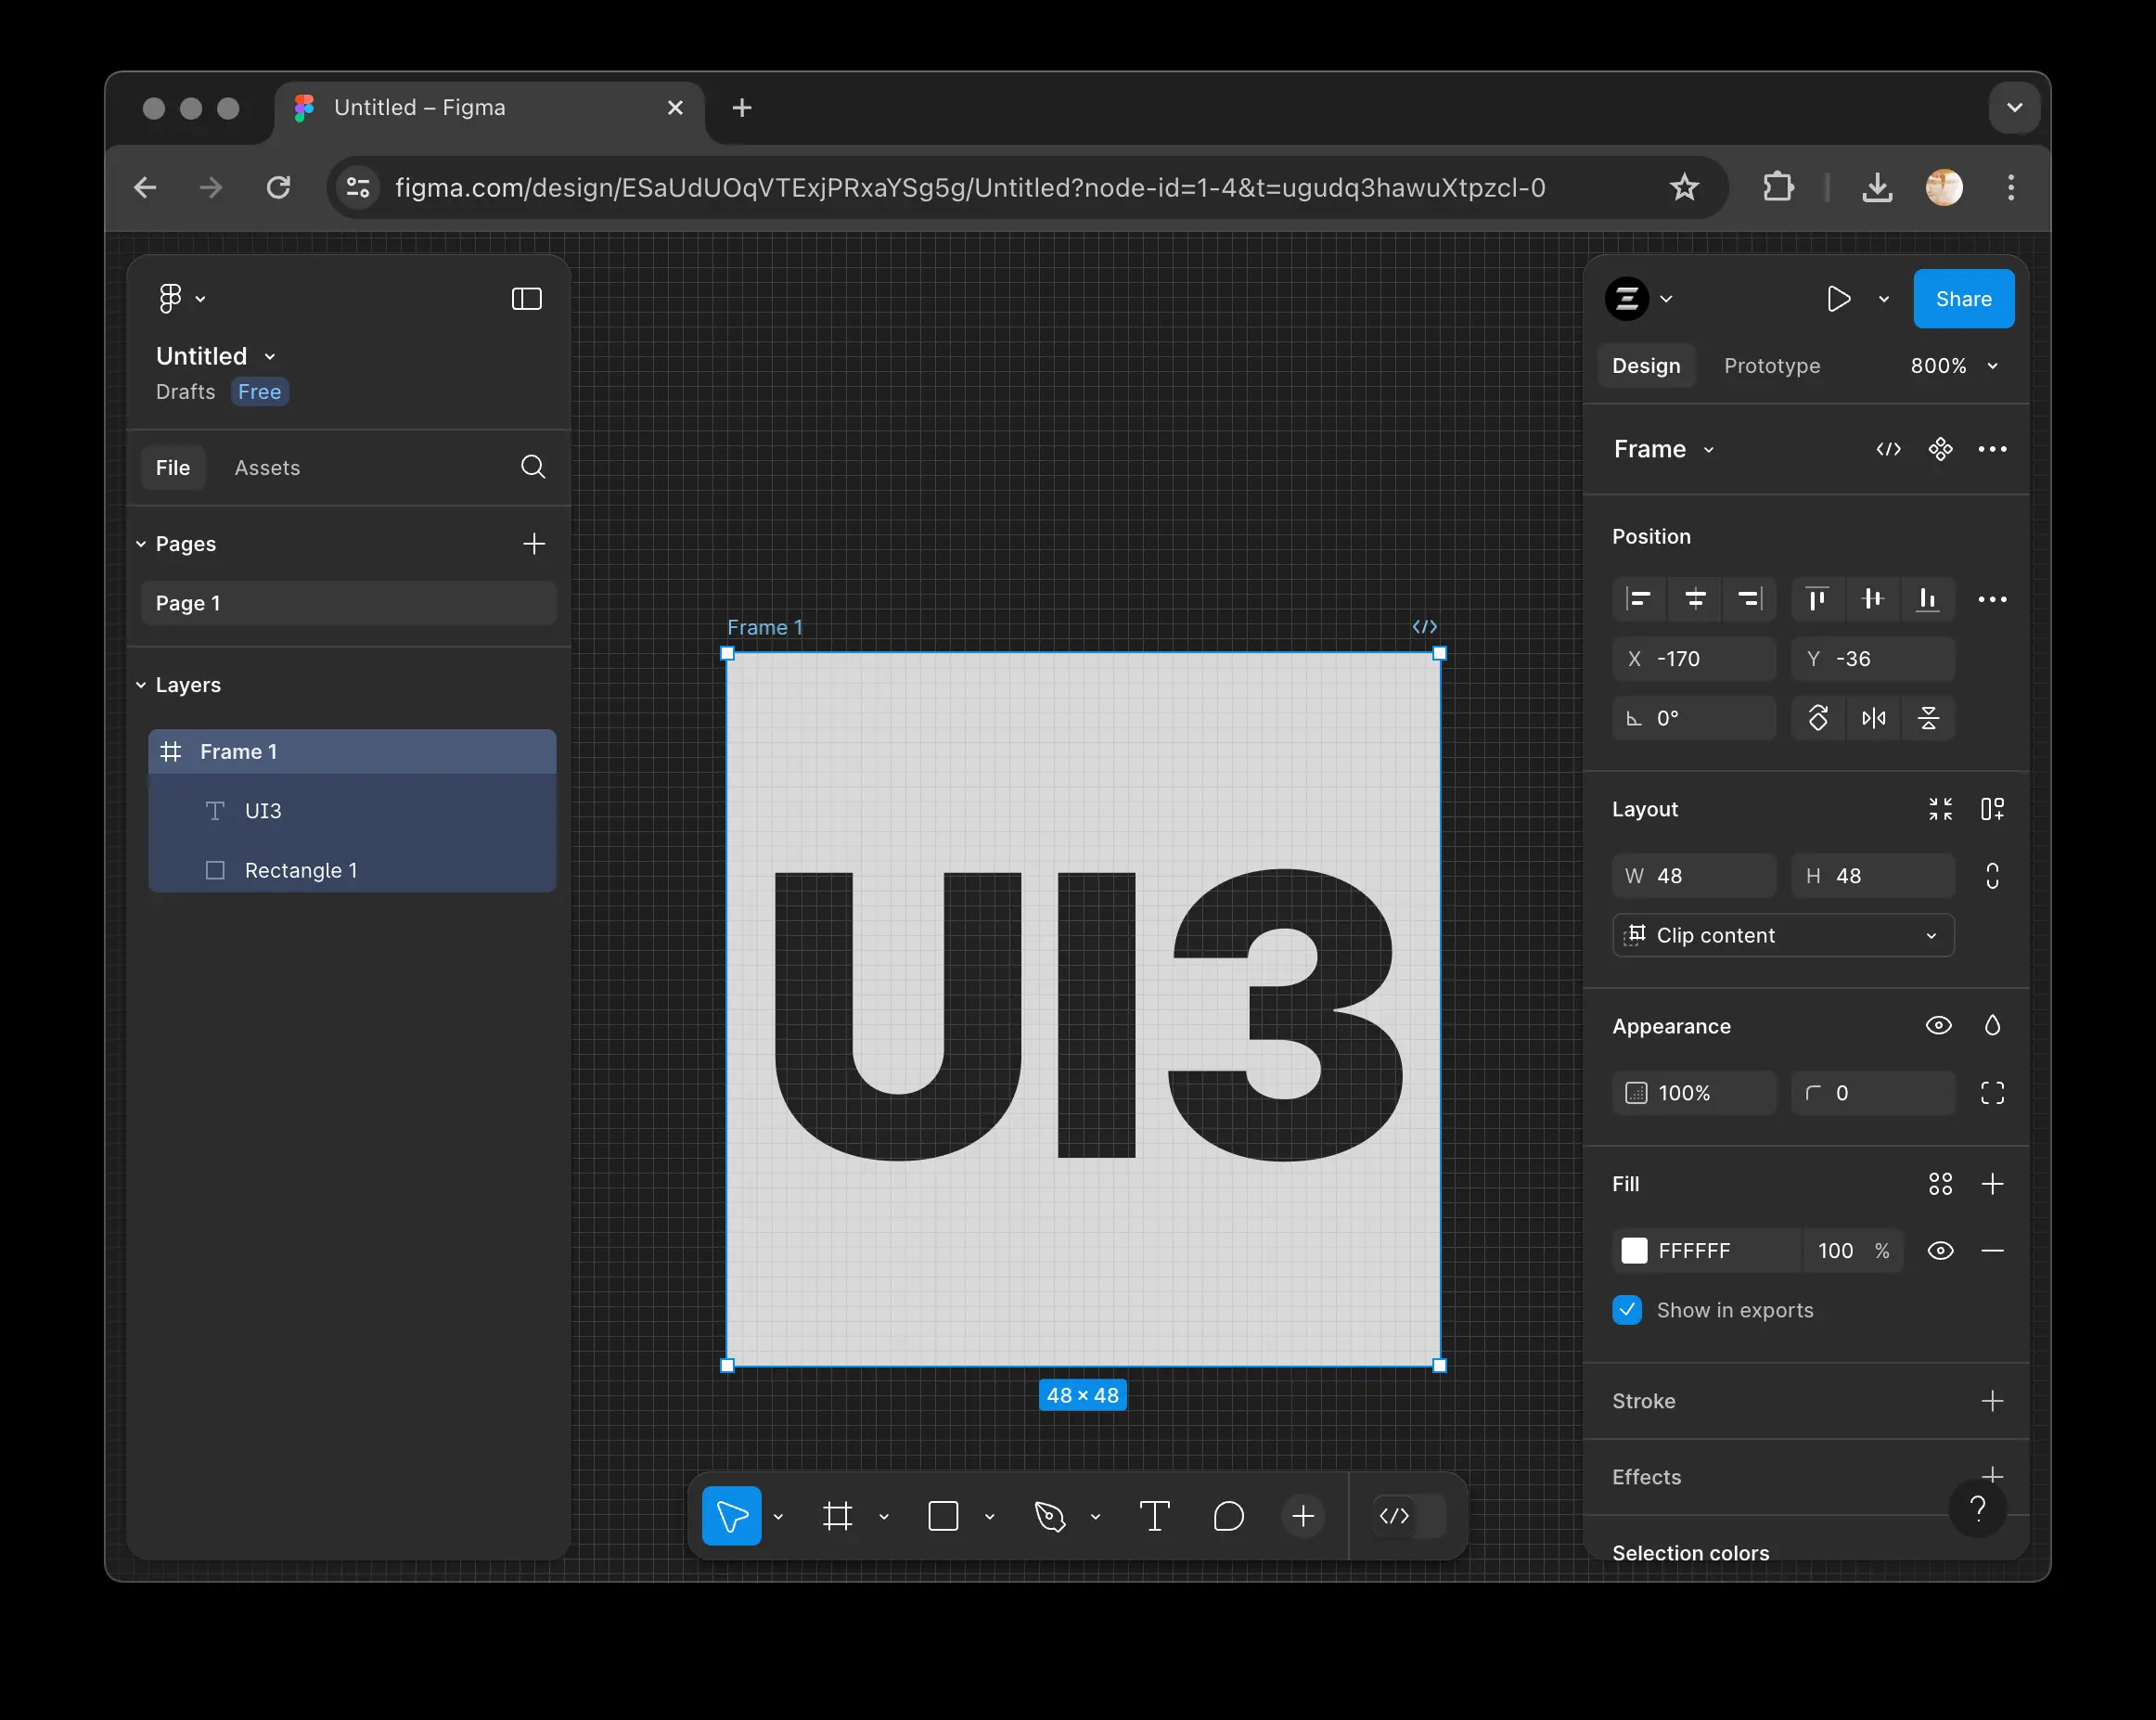 Untitled – Figma
figma.com/design/ESaUdUOqVTExjPRxaYSg5g/Untitled?node-id=1-4&t=ugudq3hawuXtpzcl-0
Untitled
Drafts Free
File Assets
Pages
Page 1
Layers
Frame 1
UI3
Rectangle 1
Frame 1
UI3
48 × 48
Share
Design Prototype 800%
Frame
Position
X -170 Y -36
0°
Layout
W 48 H 48
Clip content
Appearance
100% 0
Fill
FFFFFF 100 %
Show in exports
Stroke
Effects
?
Selection colors